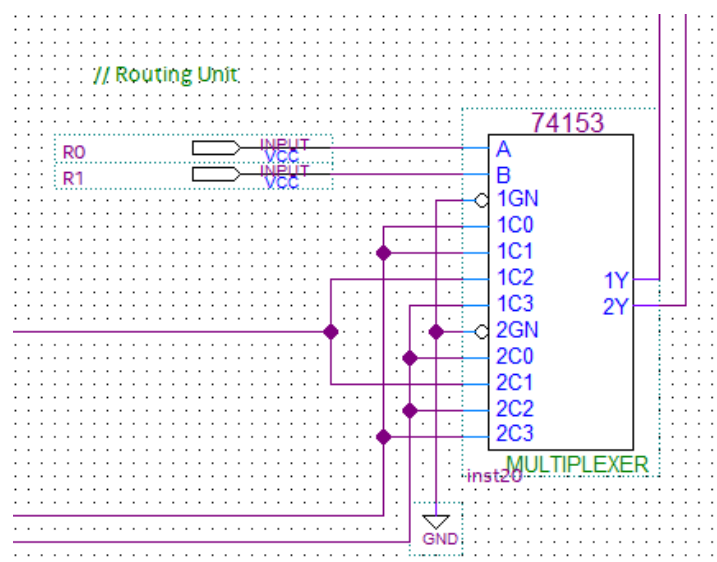 // Routing Unit
74153
R0
INPUT
VCC
R1
INPUT
VCC
A
B
1GN
1C0
1C1
1C2
1C3
2GN
2C0
2C1
2C2
2C3
1Y
2Y
MULTIPLEXER
inst20
GND